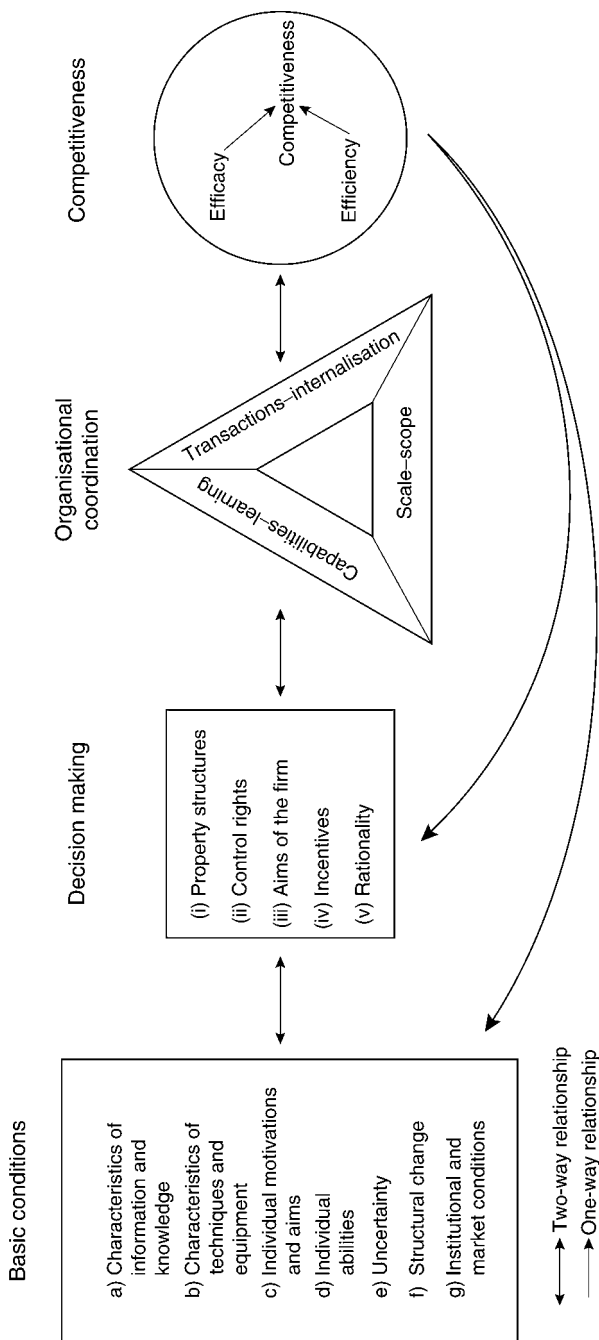 Basic conditions
a) Characteristics of
information and
knowledge
b) Characteristics of
techniques and
equipment
c) Individual motivations
and aims
d) Individual
abilities
e) Uncertainty
f) Structural change
g) Institutional and
market conditions
Decision making
(i) Property structures
(ii) Control rights
(iii) Aims of the firm
(iv) Incentives
(v) Rationality
Organisational
coordination
Capabilities–learning
Transactions–internalisation
Scale–scope
Competitiveness
Efficacy
Competitiveness
Efficiency
Two-way relationship
One-way relationship